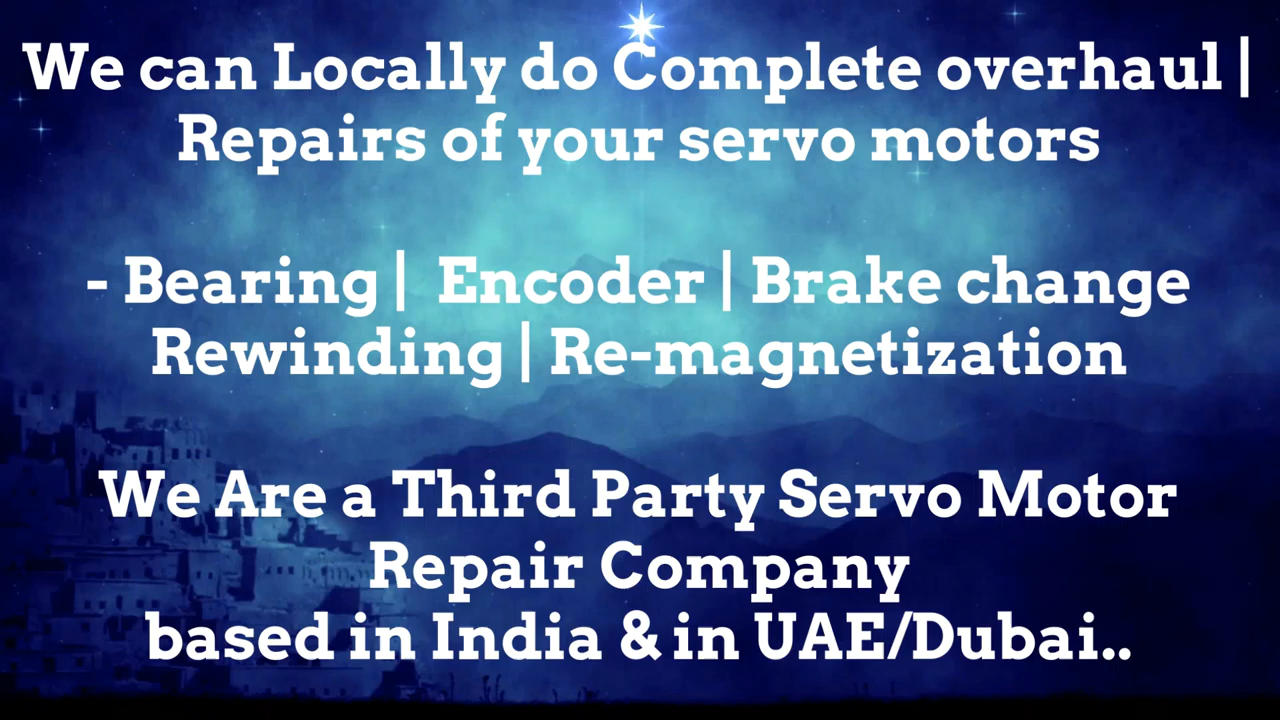 We can Locally do Complete overhaul |
Repairs of your servo motors
- Bearing | Encoder | Brake change
Rewinding | Re-magnetization
We Are a Third Party Servo Motor
Repair Company
based in India & in UAE/Dubai..